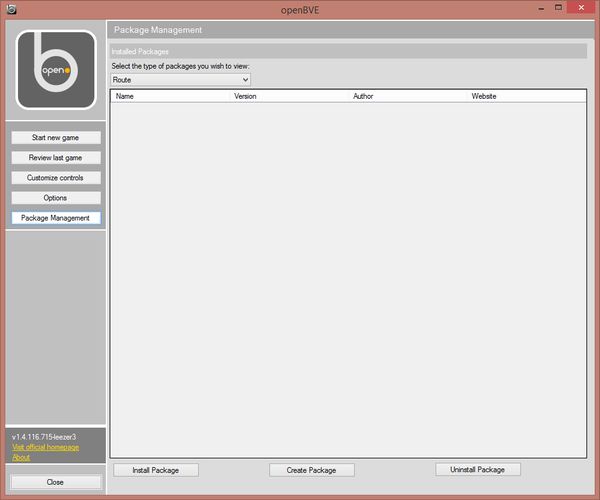 openBVE
open
Package Management
Installed Packages
Select the type of packages you wish to view:
Route
Name Version Author Website
Start new game
Review last game
Customize controls
Options
Package Management
v1.4.116.715-leezer3
Visit official homepage
About
Close
Install Package Create Package Uninstall Package